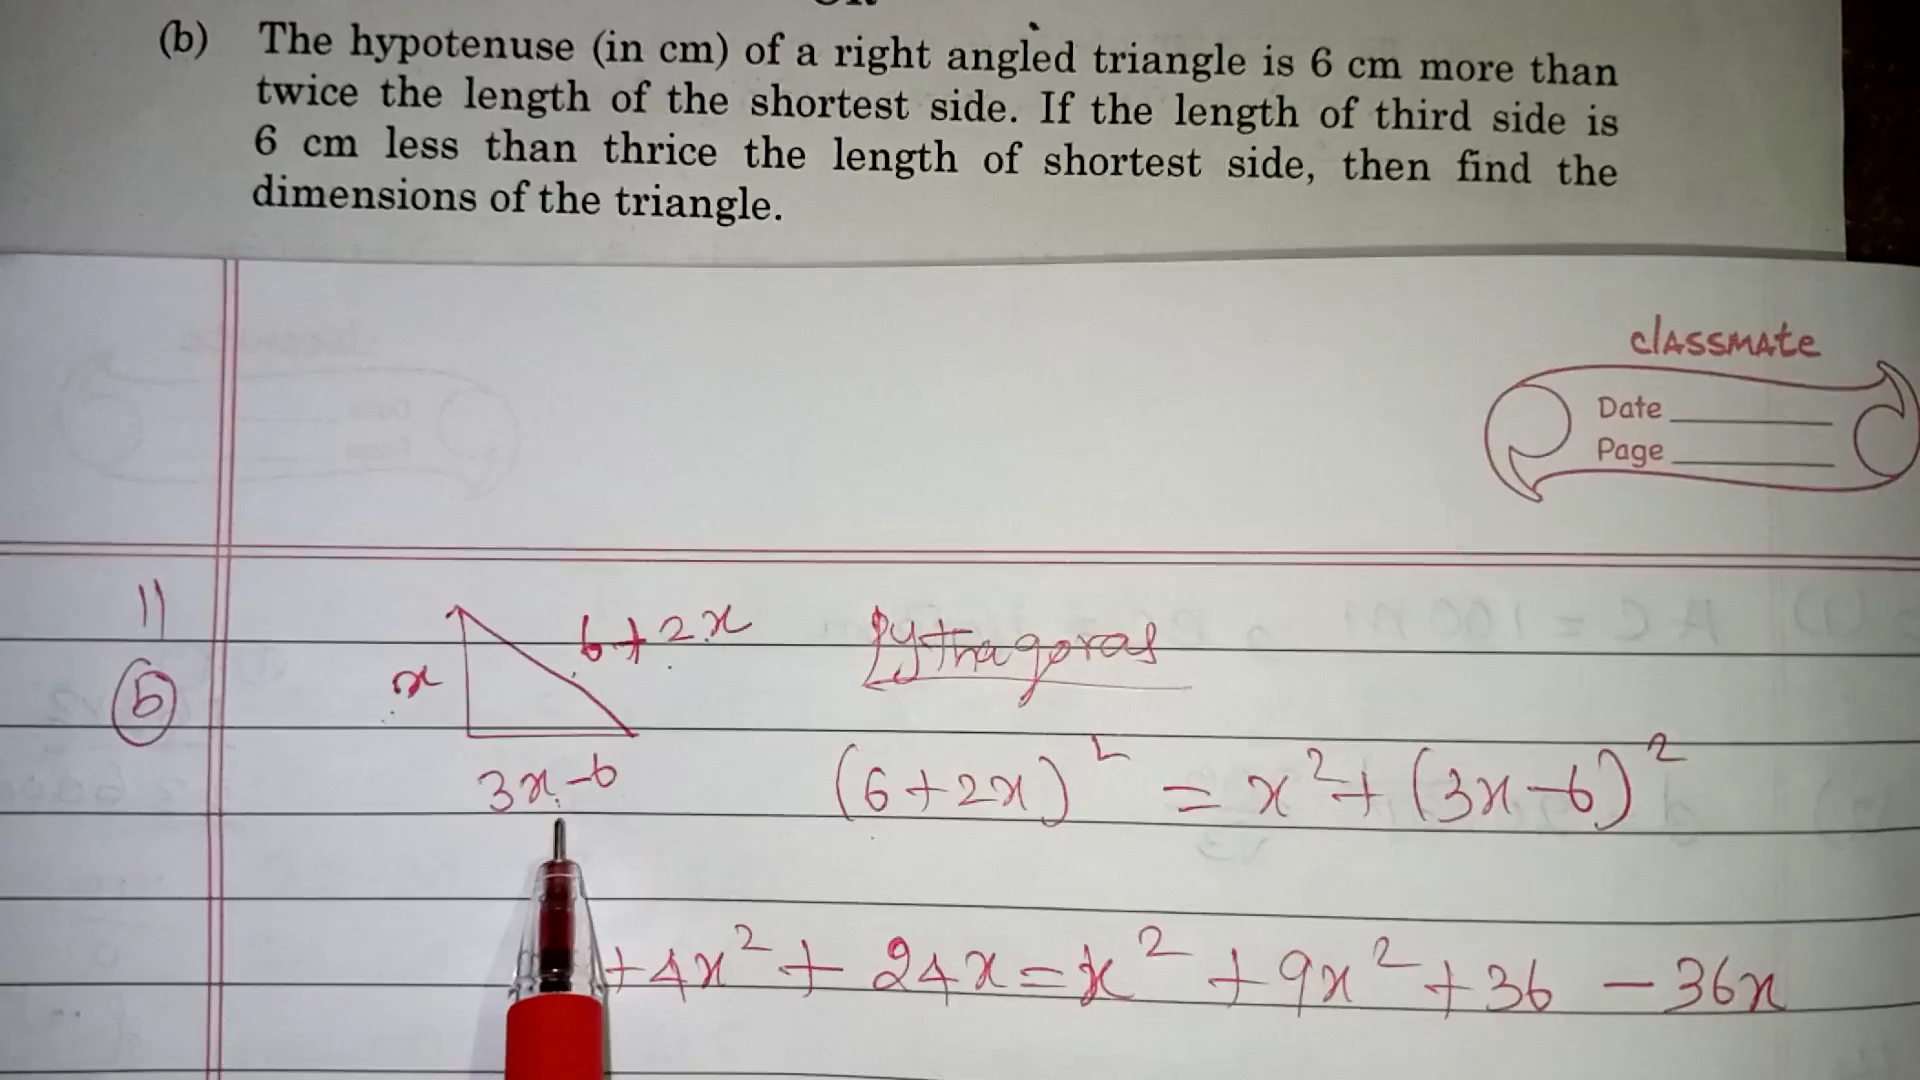 (b) The hypotenuse (in cm) of a right angled triangle is 6 cm more than
twice the length of the shortest side. If the length of third side is
6 cm less than thrice the length of shortest side, then find the
dimensions of the triangle.
classmate
Date
Page
11
(b)
x
6+2x
3x-6
Pythagoras
(6+2x)² = x²+(3x-6)²
+4x²+24x=x²+9x²+36-36x